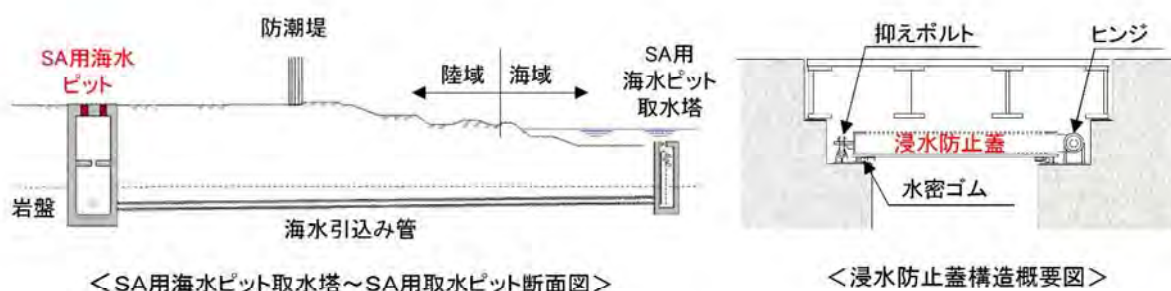 防潮堤
SA用海水
ピット
陸域
海域
SA用
海水ピット
取水塔
岩盤
海水引込み管
＜SA用海水ピット取水塔～SA用取水ピット断面図＞
抑えボルト
ヒンジ
浸水防止蓋
水密ゴム
＜浸水防止蓋構造概要図＞